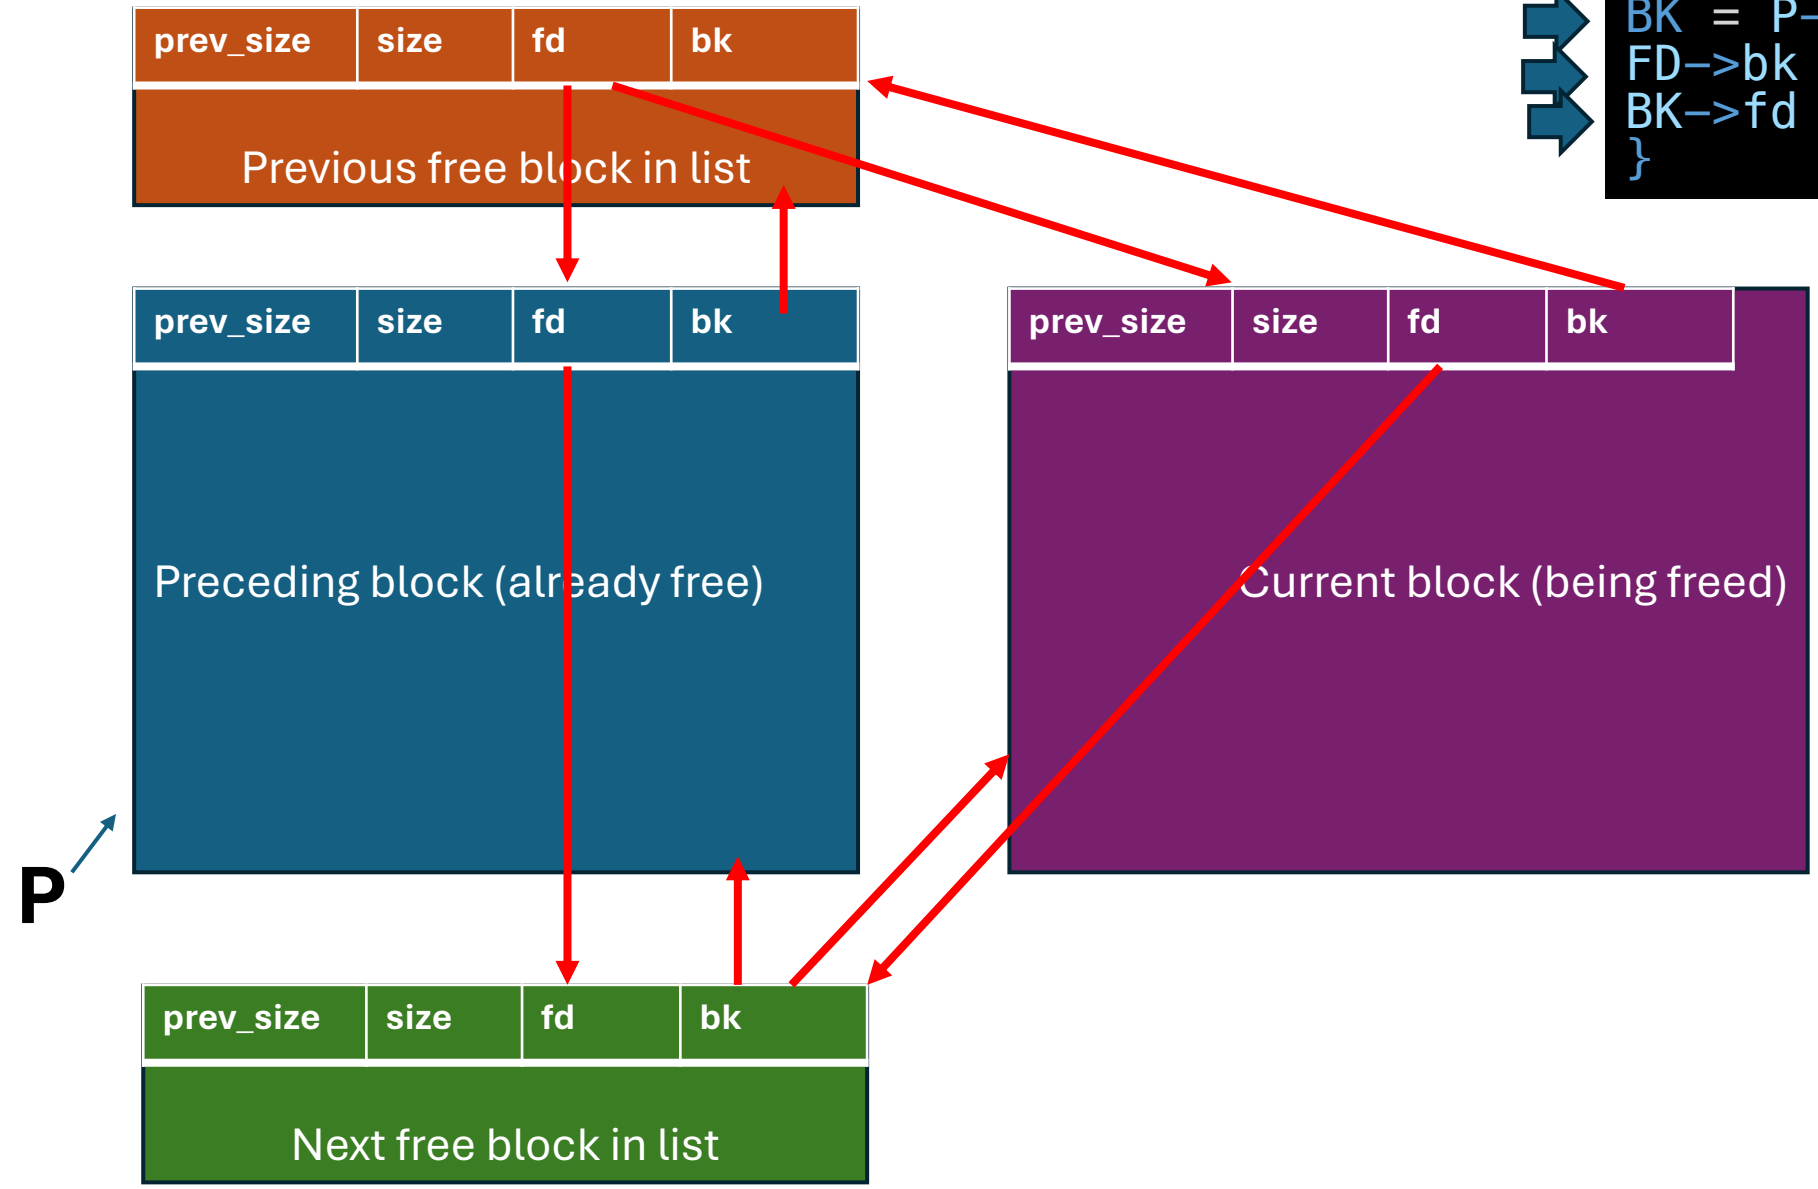 prev_size size fd bk
Previous free block in list
BK = P-
FD->bk
BK->fd
}
prev_size size fd bk
Preceding block (already free)
prev_size size fd bk
Current block (being freed)
P
prev_size size fd bk
Next free block in list